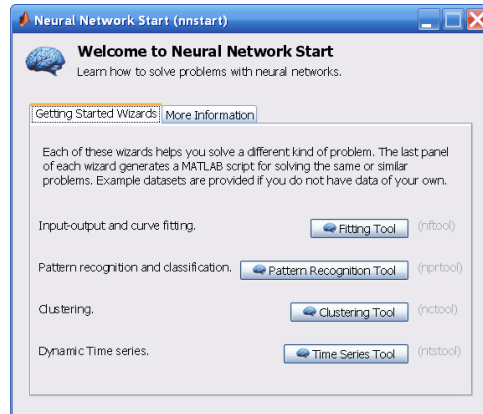 Neural Network Start (nnstart)
Welcome to Neural Network Start
Learn how to solve problems with neural networks.
Getting Started Wizards More Information
Each of these wizards helps you solve a different kind of problem. The last panel
of each wizard generates a MATLAB script for solving the same or similar
problems. Example datasets are provided if you do not have data of your own.
Input-output and curve fitting. Fitting Tool (nftool)
Pattern recognition and classification. Pattern Recognition Tool (nprtool)
Clustering. Clustering Tool (nctool)
Dynamic Time series. Time Series Tool (ntstool)